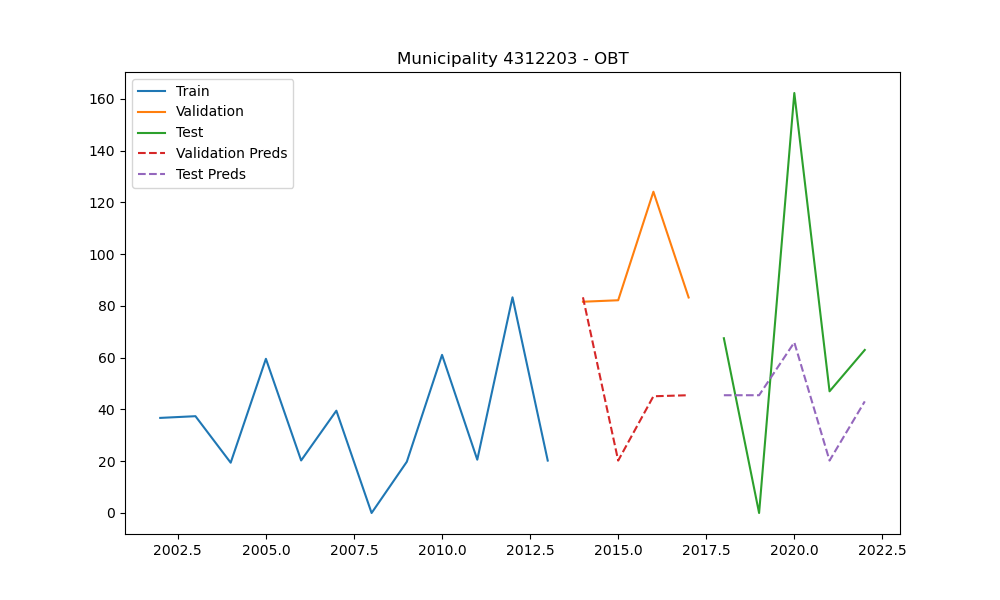 Municipality 4312203 - OBT
Train
Validation
Test
Validation Preds
Test Preds
160
140
120
100
80
60
40
20
0
2002.5 2005.0 2007.5 2010.0 2012.5 2015.0 2017.5 2020.0 2022.5